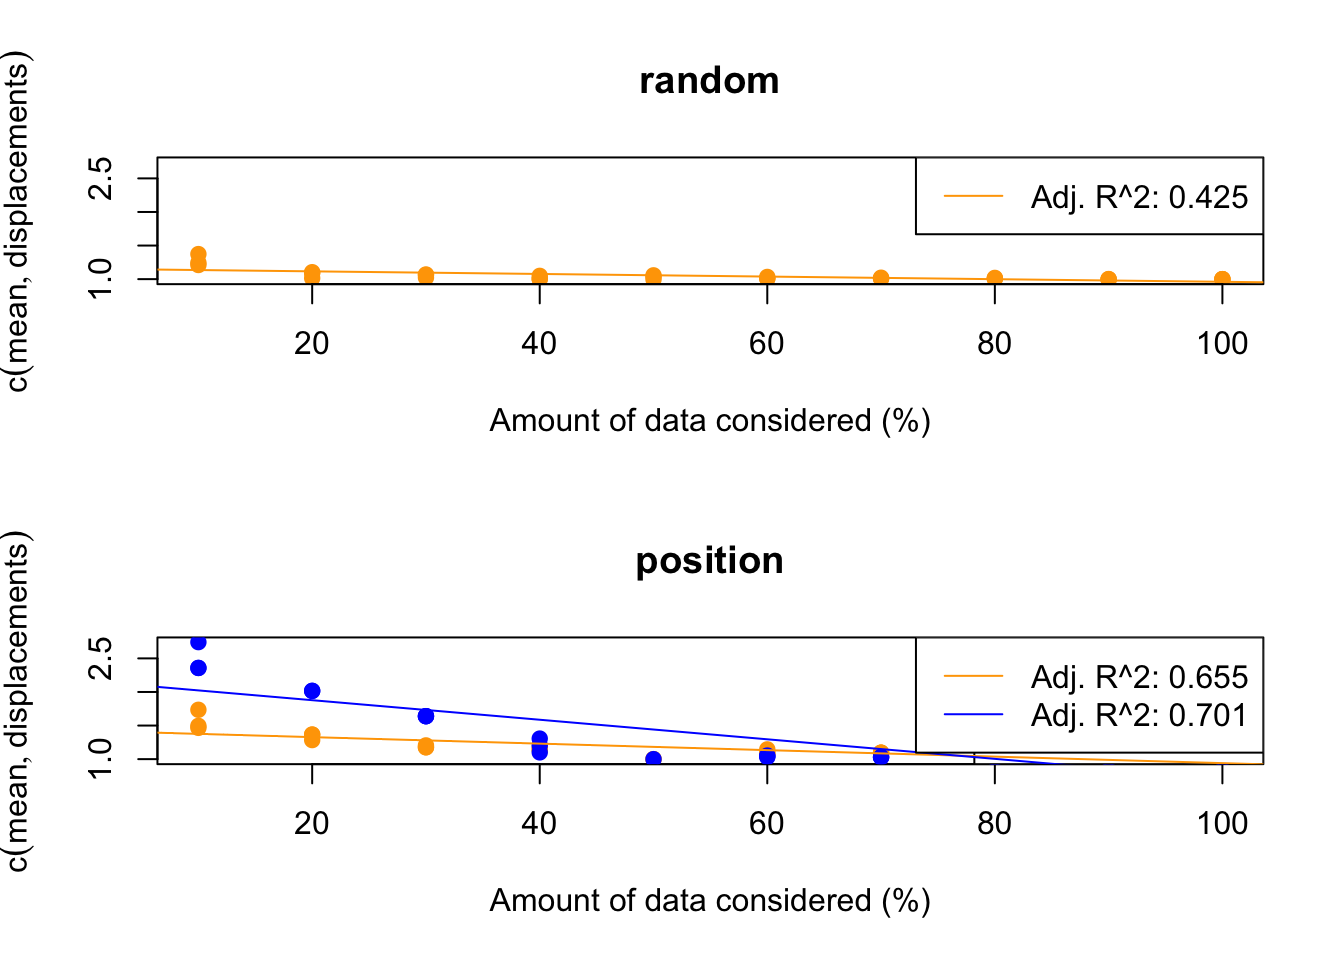 random
c(mean, displacements)
2.5
1.0
Adj. R^2: 0.425
20 40 60 80 100
Amount of data considered (%)
position
c(mean, displacements)
2.5
1.0
Adj. R^2: 0.655
Adj. R^2: 0.701
20 40 60 80 100
Amount of data considered (%)